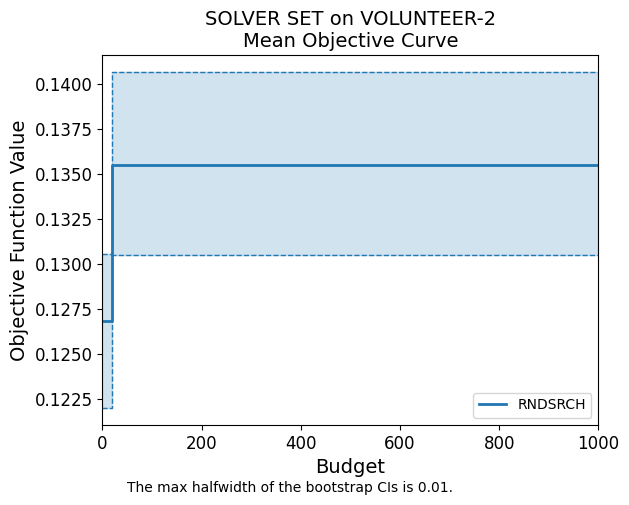 SOLVER SET on VOLUNTEER-2
Mean Objective Curve
Objective Function Value
0.1400
0.1375
0.1350
0.1325
0.1300
0.1275
0.1250
0.1225
RNDSRCH
0 200 400 600 800 1000
Budget
The max halfwidth of the bootstrap CIs is 0.01.